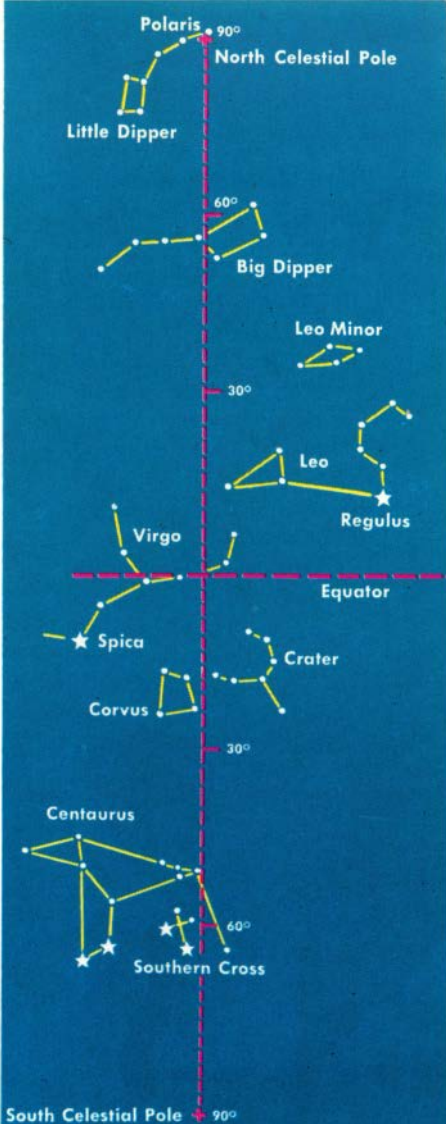 Polaris
90°
North Celestial Pole
Little Dipper
60°
Big Dipper
Leo Minor
30°
Leo
Regulus
Virgo
Equator
Spica
Crater
Corvus
30°
Centaurus
60°
Southern Cross
South Celestial Pole
90°